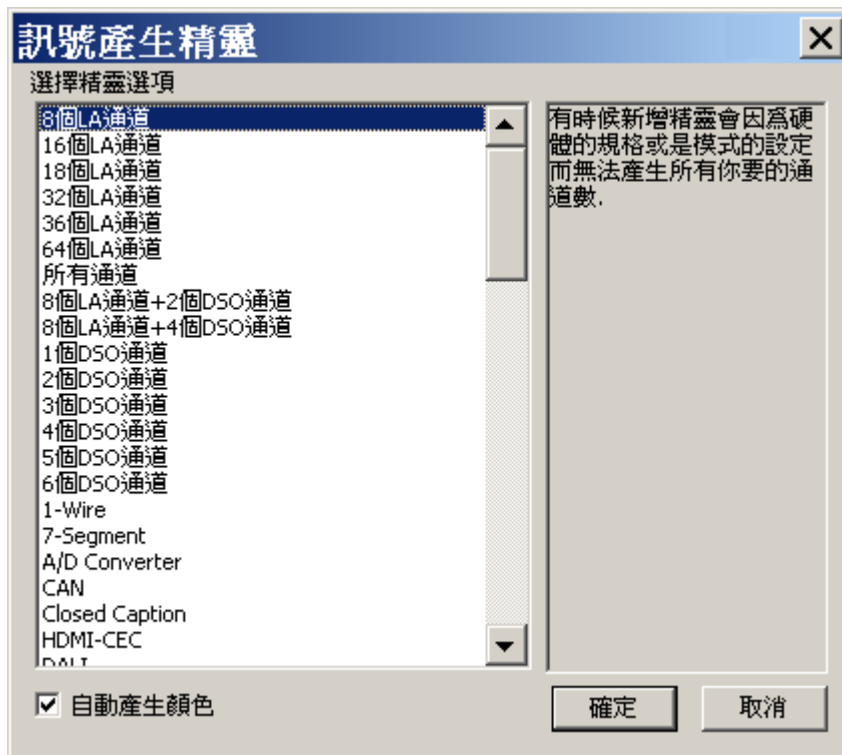 訊號產生精靈
選擇精靈選項
8個LA通道
16個LA通道
18個LA通道
32個LA通道
36個LA通道
64個LA通道
所有通道
8個LA通道+2個DSO通道
8個LA通道+4個DSO通道
1個DSO通道
2個DSO通道
3個DSO通道
4個DSO通道
5個DSO通道
6個DSO通道
1-Wire
7-Segment
A/D Converter
CAN
Closed Caption
HDMI-CEC
DALI
有時候新增精靈會因為硬
體的規格或是模式的設定
而無法產生所有你要的通
道數.
自動產生顏色
確定
取消